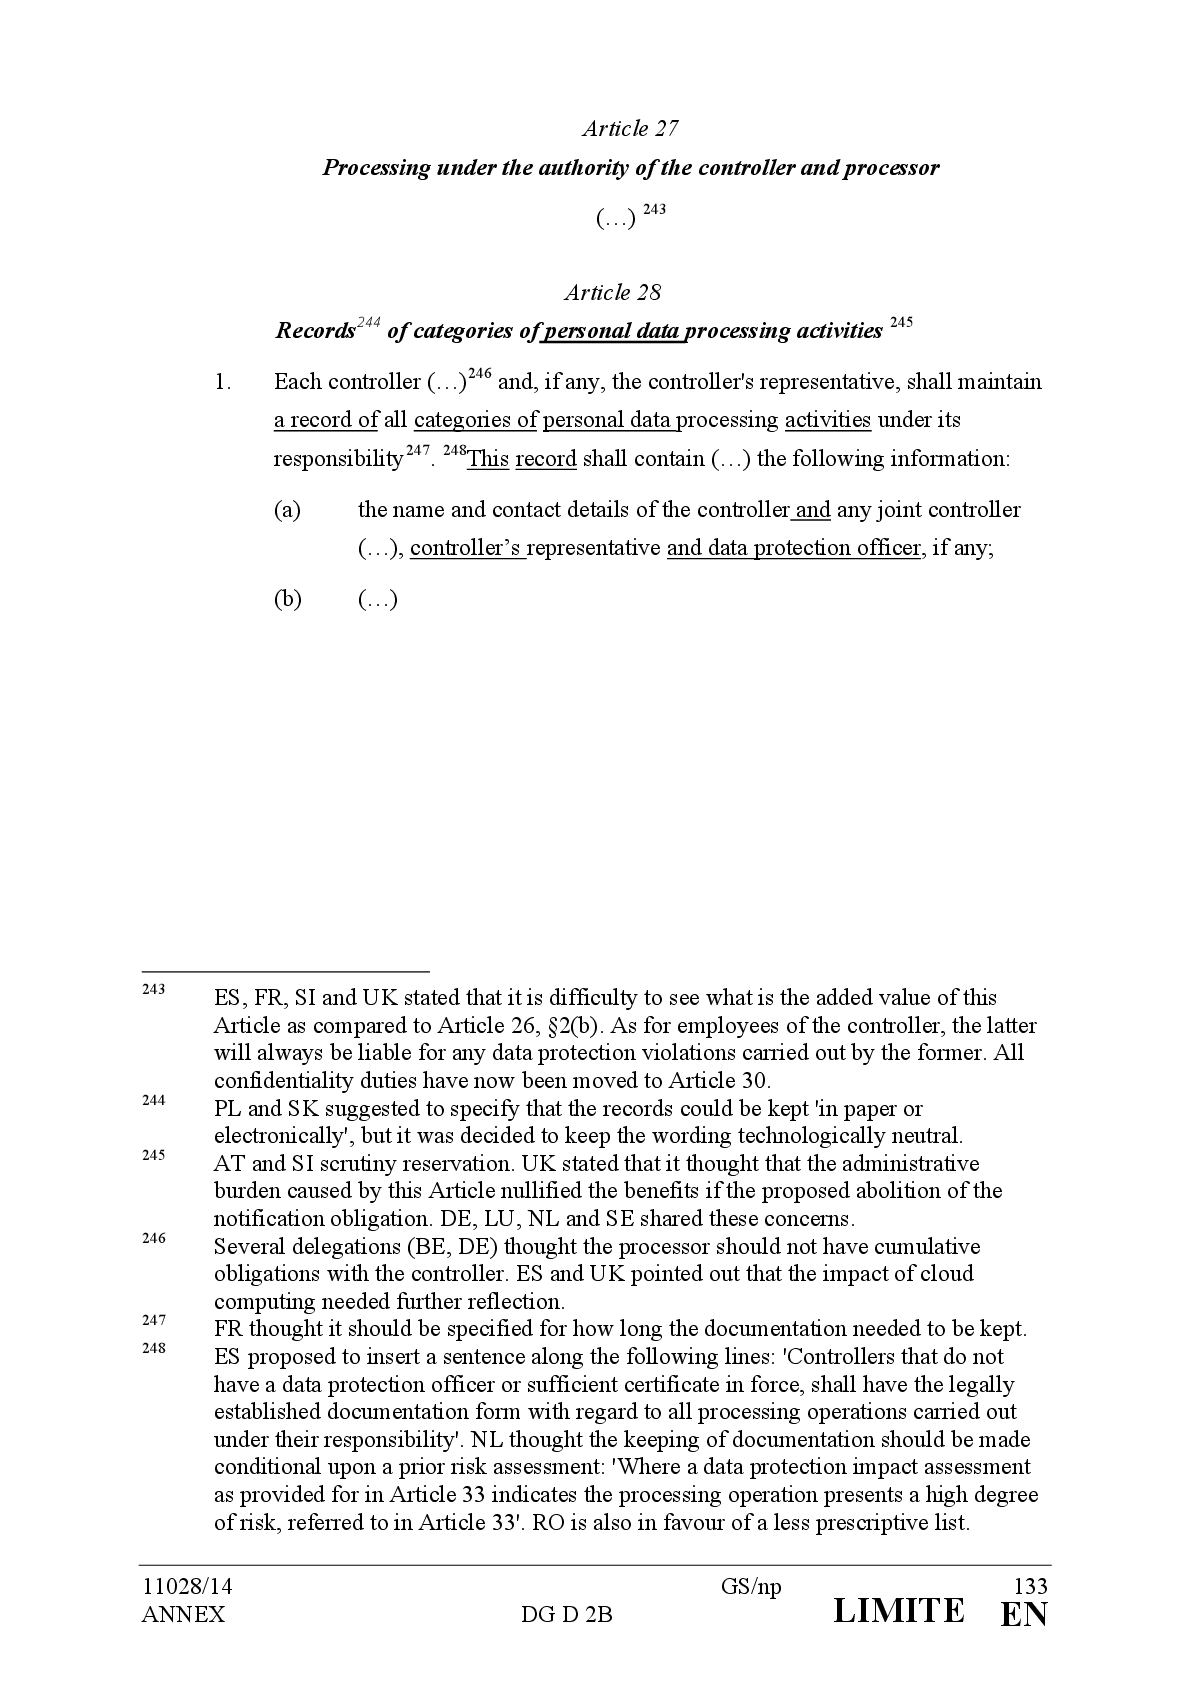 Article 27
Processing under the authority of the controller and processor
(…) 243
Article 28
Records244 of categories of personal data processing activities 245
1. Each controller (…)246 and, if any, the controller's representative, shall maintain
a record of all categories of personal data processing activities under its
responsibility247. 248This record shall contain (…) the following information:
(a) the name and contact details of the controller and any joint controller
(…), controller’s representative and data protection officer, if any;
(b) (…)
243 ES, FR, SI and UK stated that it is difficulty to see what is the added value of this
Article as compared to Article 26, §2(b). As for employees of the controller, the latter
will always be liable for any data protection violations carried out by the former. All
confidentiality duties have now been moved to Article 30.
244 PL and SK suggested to specify that the records could be kept 'in paper or
electronically', but it was decided to keep the wording technologically neutral.
245 AT and SI scrutiny reservation. UK stated that it thought that the administrative
burden caused by this Article nullified the benefits if the proposed abolition of the
notification obligation. DE, LU, NL and SE shared these concerns.
246 Several delegations (BE, DE) thought the processor should not have cumulative
obligations with the controller. ES and UK pointed out that the impact of cloud
computing needed further reflection.
247 FR thought it should be specified for how long the documentation needed to be kept.
248 ES proposed to insert a sentence along the following lines: 'Controllers that do not
have a data protection officer or sufficient certificate in force, shall have the legally
established documentation form with regard to all processing operations carried out
under their responsibility'. NL thought the keeping of documentation should be made
conditional upon a prior risk assessment: 'Where a data protection impact assessment
as provided for in Article 33 indicates the processing operation presents a high degree
of risk, referred to in Article 33'. RO is also in favour of a less prescriptive list.
11028/14 GS/np 133
ANNEX DG D 2B LIMITE EN